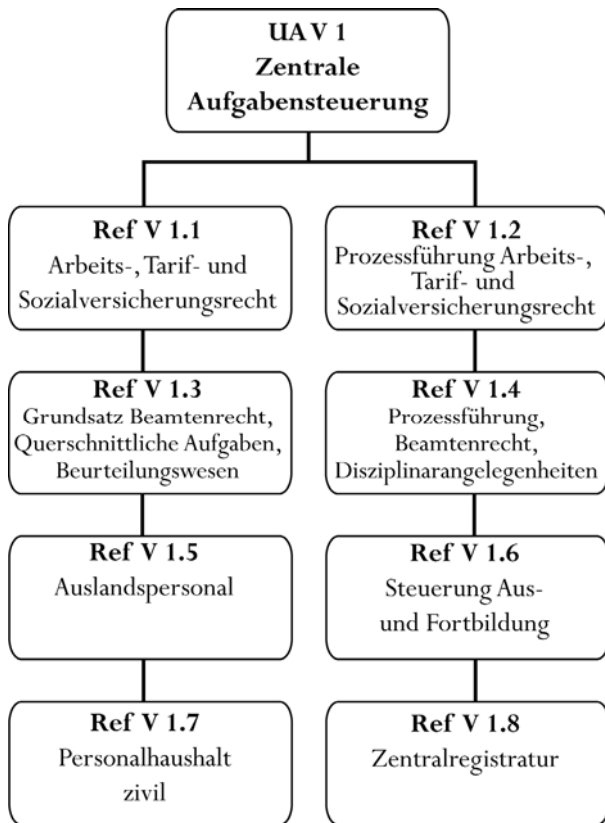 UA V 1
Zentrale
Aufgabensteuerung
Ref V 1.1
Arbeits-, Tarif- und
Sozialversicherungsrecht
Ref V 1.2
Prozessführung Arbeits-,
Tarif- und
Sozialversicherungsrecht
Ref V 1.3
Grundsatz Beamtenrecht,
Querschnittliche Aufgaben,
Beurteilungswesen
Ref V 1.4
Prozessführung,
Beamtenrecht,
Disziplinarangelegenheiten
Ref V 1.5
Auslandspersonal
Ref V 1.6
Steuerung Aus-
und Fortbildung
Ref V 1.7
Personalhaushalt
zivil
Ref V 1.8
Zentralregistratur